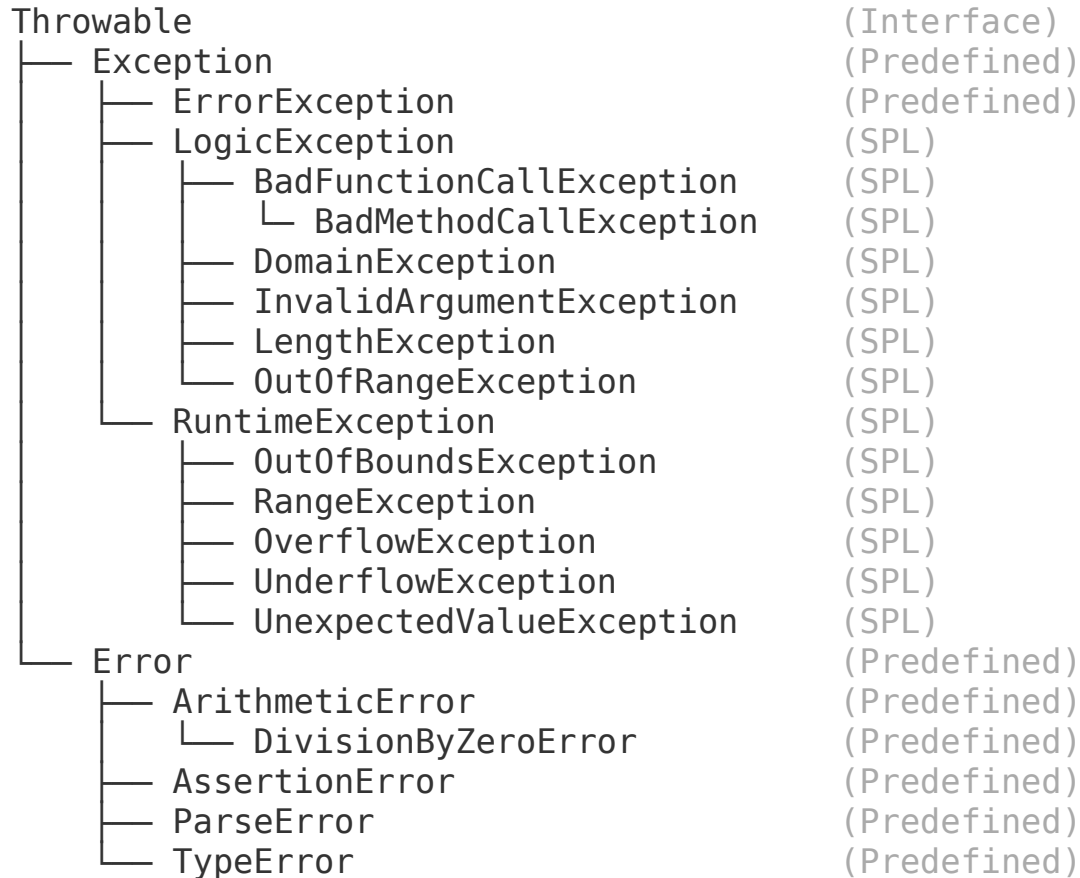 Throwable (Interface)
├── Exception (Predefined)
│ ├── ErrorException (Predefined)
│ ├── LogicException (SPL)
│ │ ├── BadFunctionCallException (SPL)
│ │ │ └─ BadMethodCallException (SPL)
│ │ ├── DomainException (SPL)
│ │ ├── InvalidArgumentException (SPL)
│ │ ├── LengthException (SPL)
│ │ └── OutOfRangeException (SPL)
│ └── RuntimeException (SPL)
│ ├── OutOfBoundsException (SPL)
│ ├── RangeException (SPL)
│ ├── OverflowException (SPL)
│ ├── UnderflowException (SPL)
│ └── UnexpectedValueException (SPL)
└── Error (Predefined)
├── ArithmeticError (Predefined)
│ └── DivisionByZeroError (Predefined)
├── AssertionError (Predefined)
├── ParseError (Predefined)
└── TypeError (Predefined)